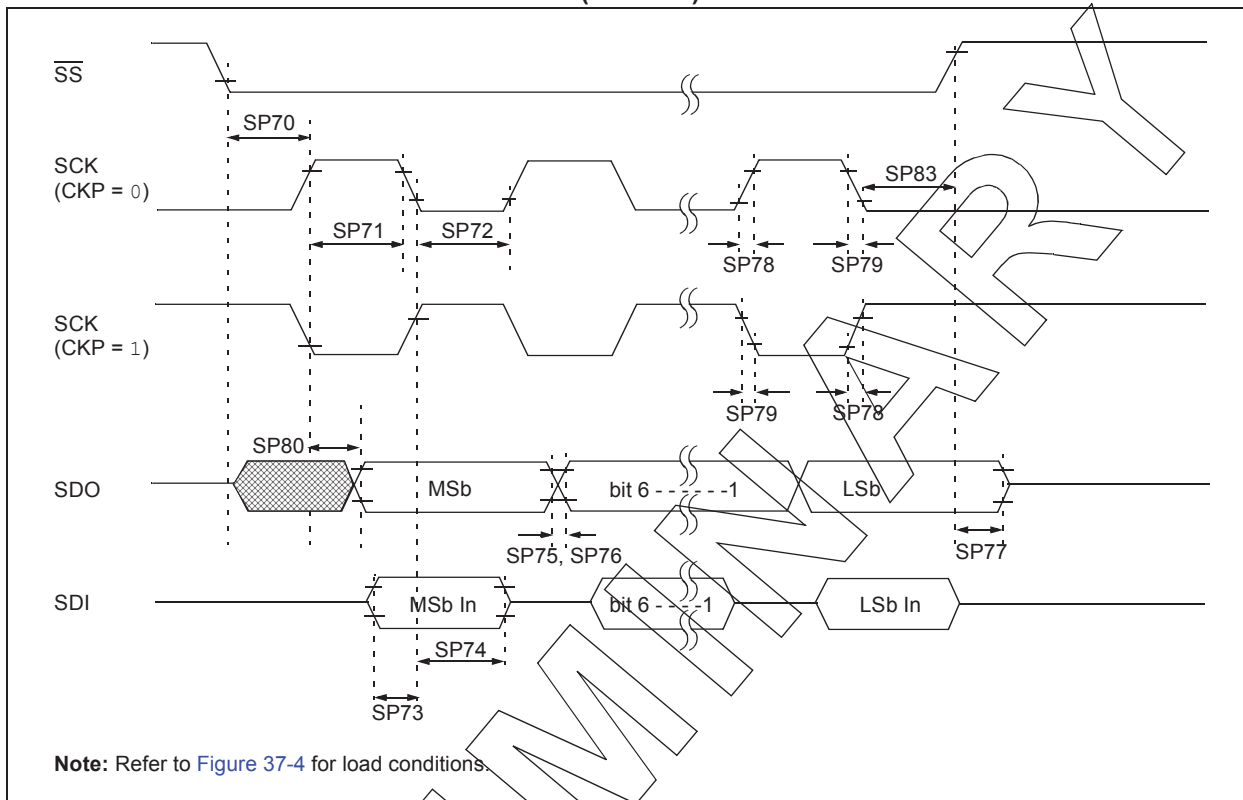 SS
SP70
SCK
(CKP = 0)
SP83
SP71
SP72
SP78
SP79
SCK
(CKP = 1)
SP79
SP78
SP80
SDO
MSb
bit 6 - - - - - -1
LSb
SP75, SP76
SP77
SDI
MSb In
bit 6 - - - -1
LSb In
SP74
SP73
Note: Refer to Figure 37-4 for load conditions.
MINARY